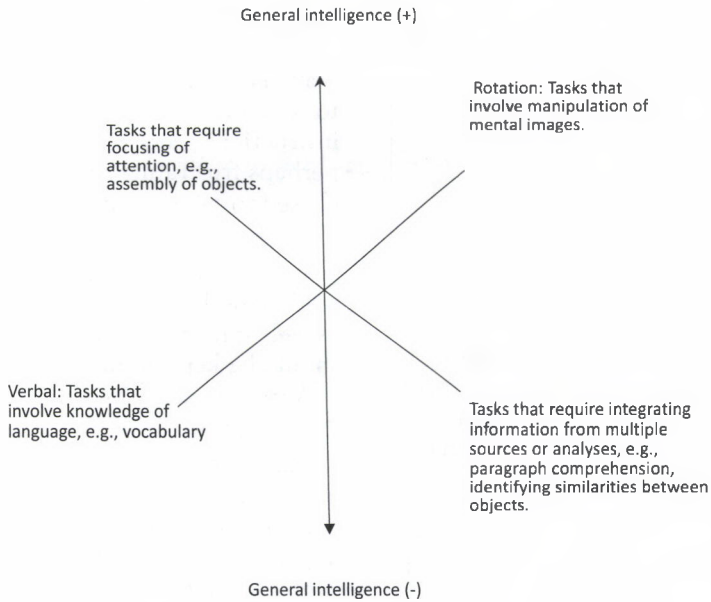 General intelligence (+)
Rotation: Tasks that
involve manipulation of
mental images.
Tasks that require
focusing of
attention, e.g.,
assembly of objects.
Verbal: Tasks that
involve knowledge of
language, e.g., vocabulary
Tasks that require integrating
information from multiple
sources or analyses, e.g.,
paragraph comprehension,
identifying similarities between
objects.
General intelligence (-)